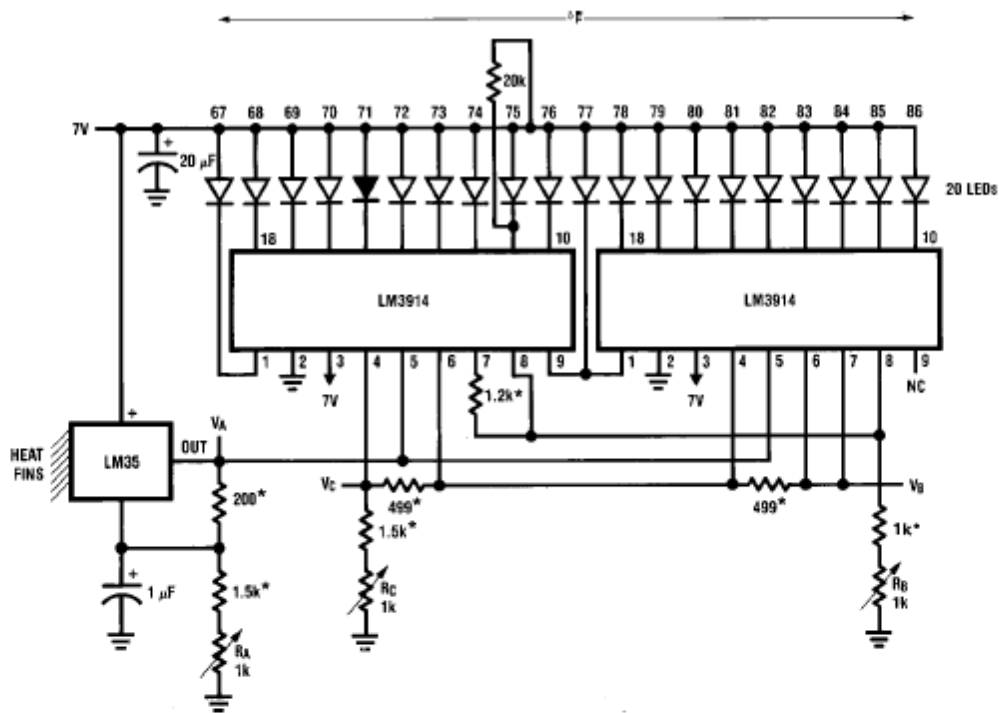 °F
20k
67 68 69 70 71 72 73 74 75 76 77 78 79 80 81 82 83 84 85 86
7V
+
20 µF
20 LEDs
18 10 18 10
LM3914 LM3914
1 2 3 4 5 6 7 8 9 1 2 3 4 5 6 7 8 9
7V 7V NC
1.2k*
VA
+
OUT
HEAT
FINS
LM35
VC VB
200* 499* 499*
1.5k* 1k*
+
1 µF
1.5k*
RC
1k
RB
1k
RA
1k